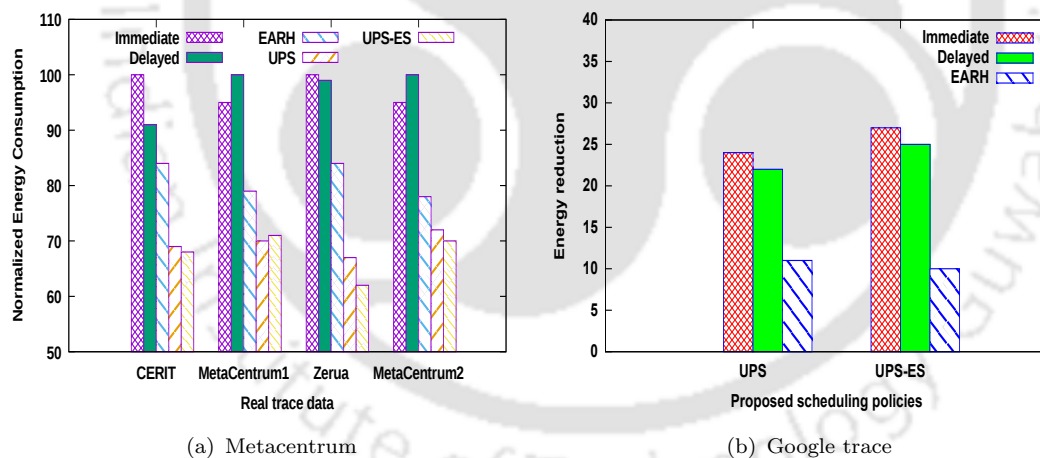 110
100
90
80
70
60
50
Normalized Energy Consumption
Immediate EARH UPS-ES
Delayed UPS
CERIT MetaCentrum1 Zerua MetaCentrum2
Real trace data
(a) Metacentrum
40
35
30
25
20
15
10
5
0
Energy reduction
Immediate
Delayed
EARH
UPS UPS-ES
Proposed scheduling policies
(b) Google trace